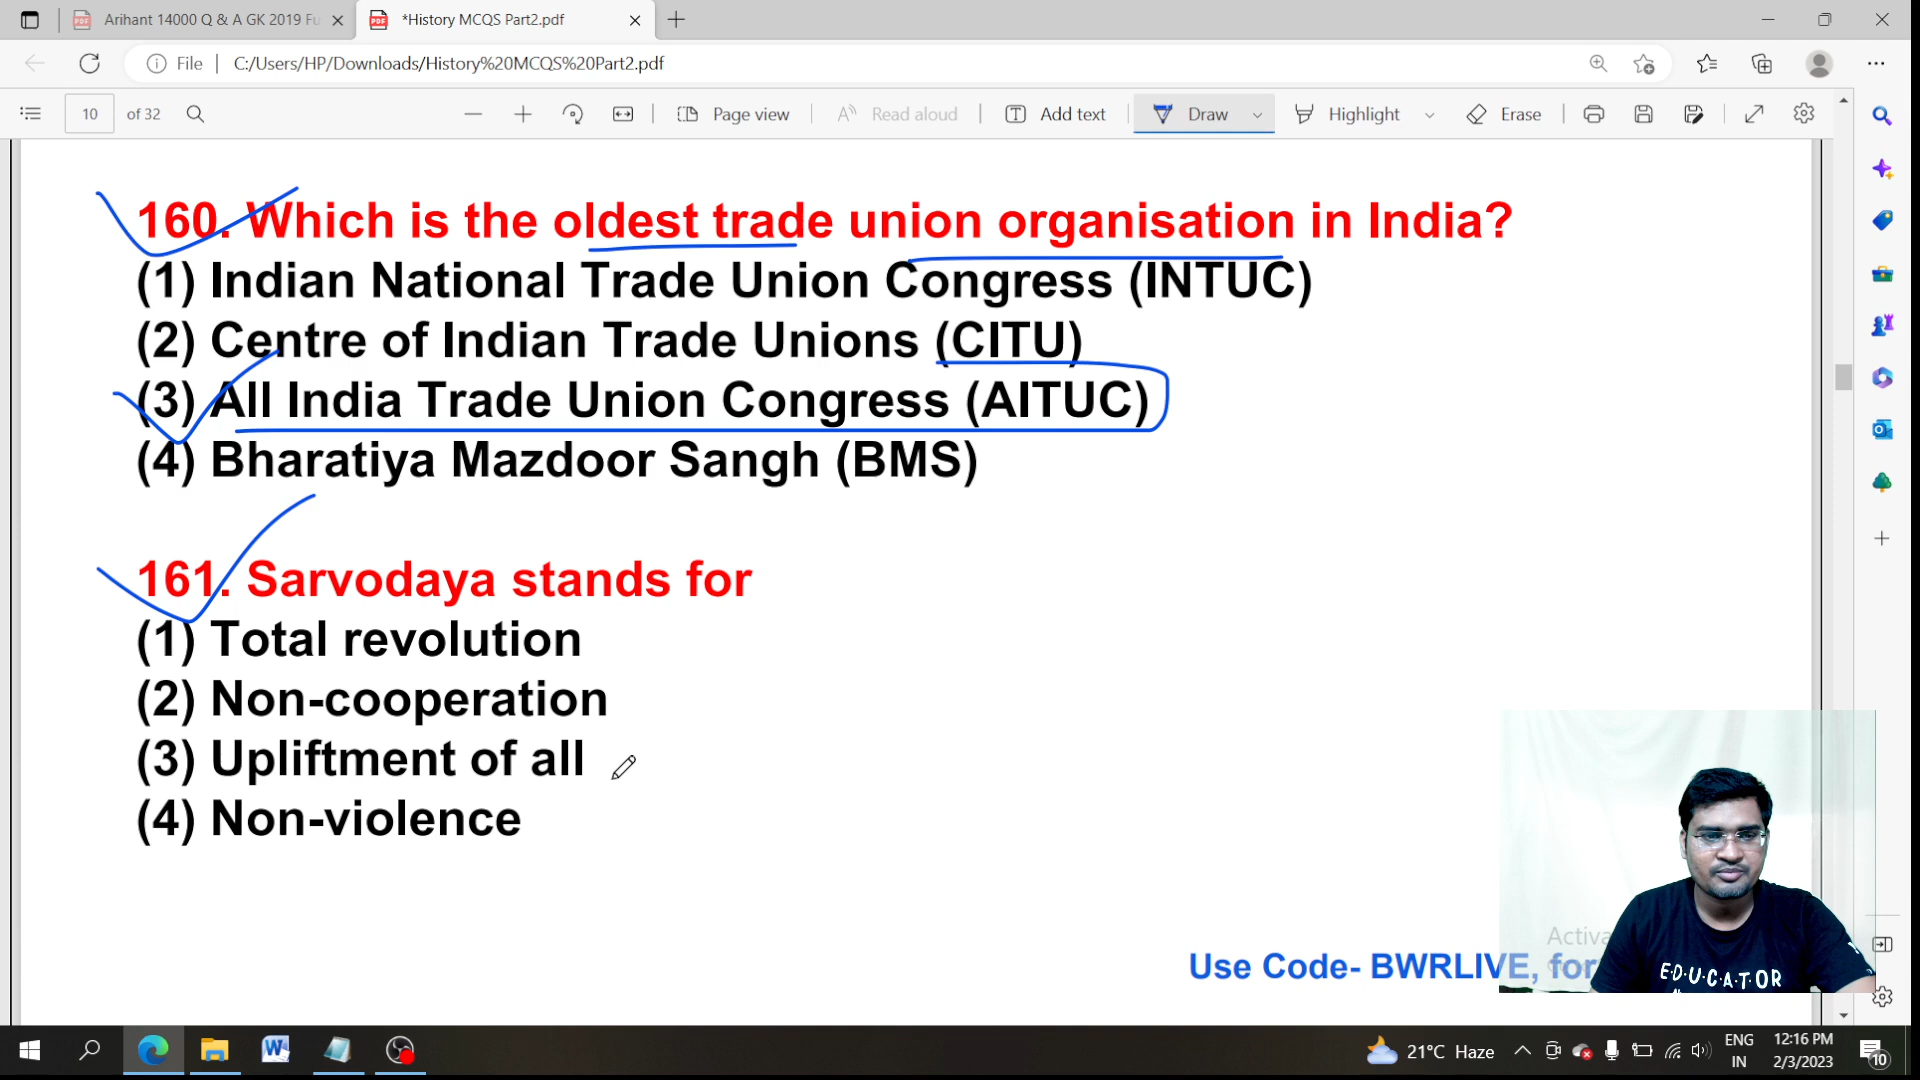 Arihant 14000 Q & A GK 2019 Fu
*History MCQS Part2.pdf
File
C:/Users/HP/Downloads/History%20MCQS%20Part2.pdf
10 of 32
Page view
Read aloud
Add text
Draw
Highlight
Erase
160. Which is the oldest trade union organisation in India?
(1) Indian National Trade Union Congress (INTUC)
(2) Centre of Indian Trade Unions (CITU)
(3) All India Trade Union Congress (AITUC)
(4) Bharatiya Mazdoor Sangh (BMS)
161. Sarvodaya stands for
(1) Total revolution
(2) Non-cooperation
(3) Upliftment of all
(4) Non-violence
Activa
Use Code- BWRLIVE, for
E·D·U·C·A·T·O·R
21°C Haze
ENG
IN
12:16 PM
2/3/2023
10